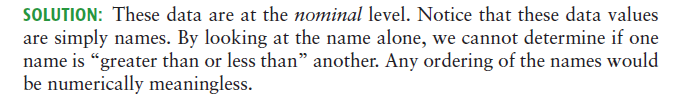 SOLUTION: These data are at the nominal level. Notice that these data values
are simply names. By looking at the name alone, we cannot determine if one
name is “greater than or less than” another. Any ordering of the names would
be numerically meaningless.